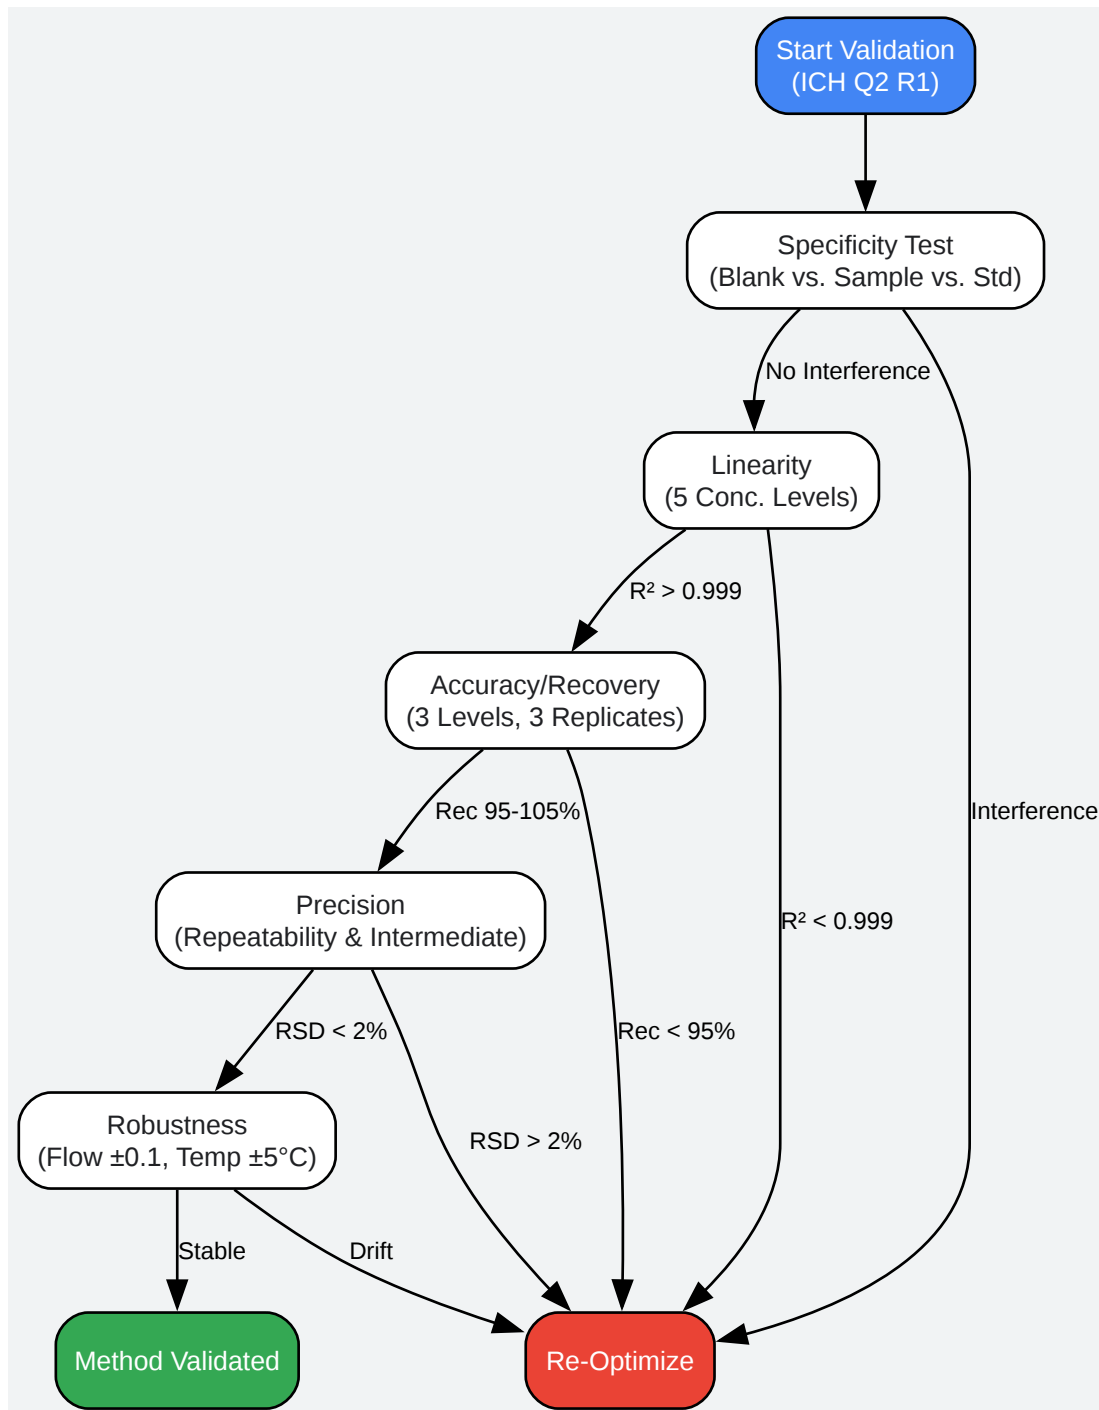 Start Validation
(ICH Q2 R1)
Specificity Test
(Blank vs. Sample vs. Std)
No Interference
Linearity
(5 Conc. Levels)
R² > 0.999
Accuracy/Recovery
(3 Levels, 3 Replicates)
Rec 95-105%
Interference
Precision
(Repeatability & Intermediate)
R² < 0.999
RSD < 2%
Rec < 95%
Robustness
(Flow ±0.1, Temp ±5°C)
RSD > 2%
Stable
Drift
Method Validated
Re-Optimize